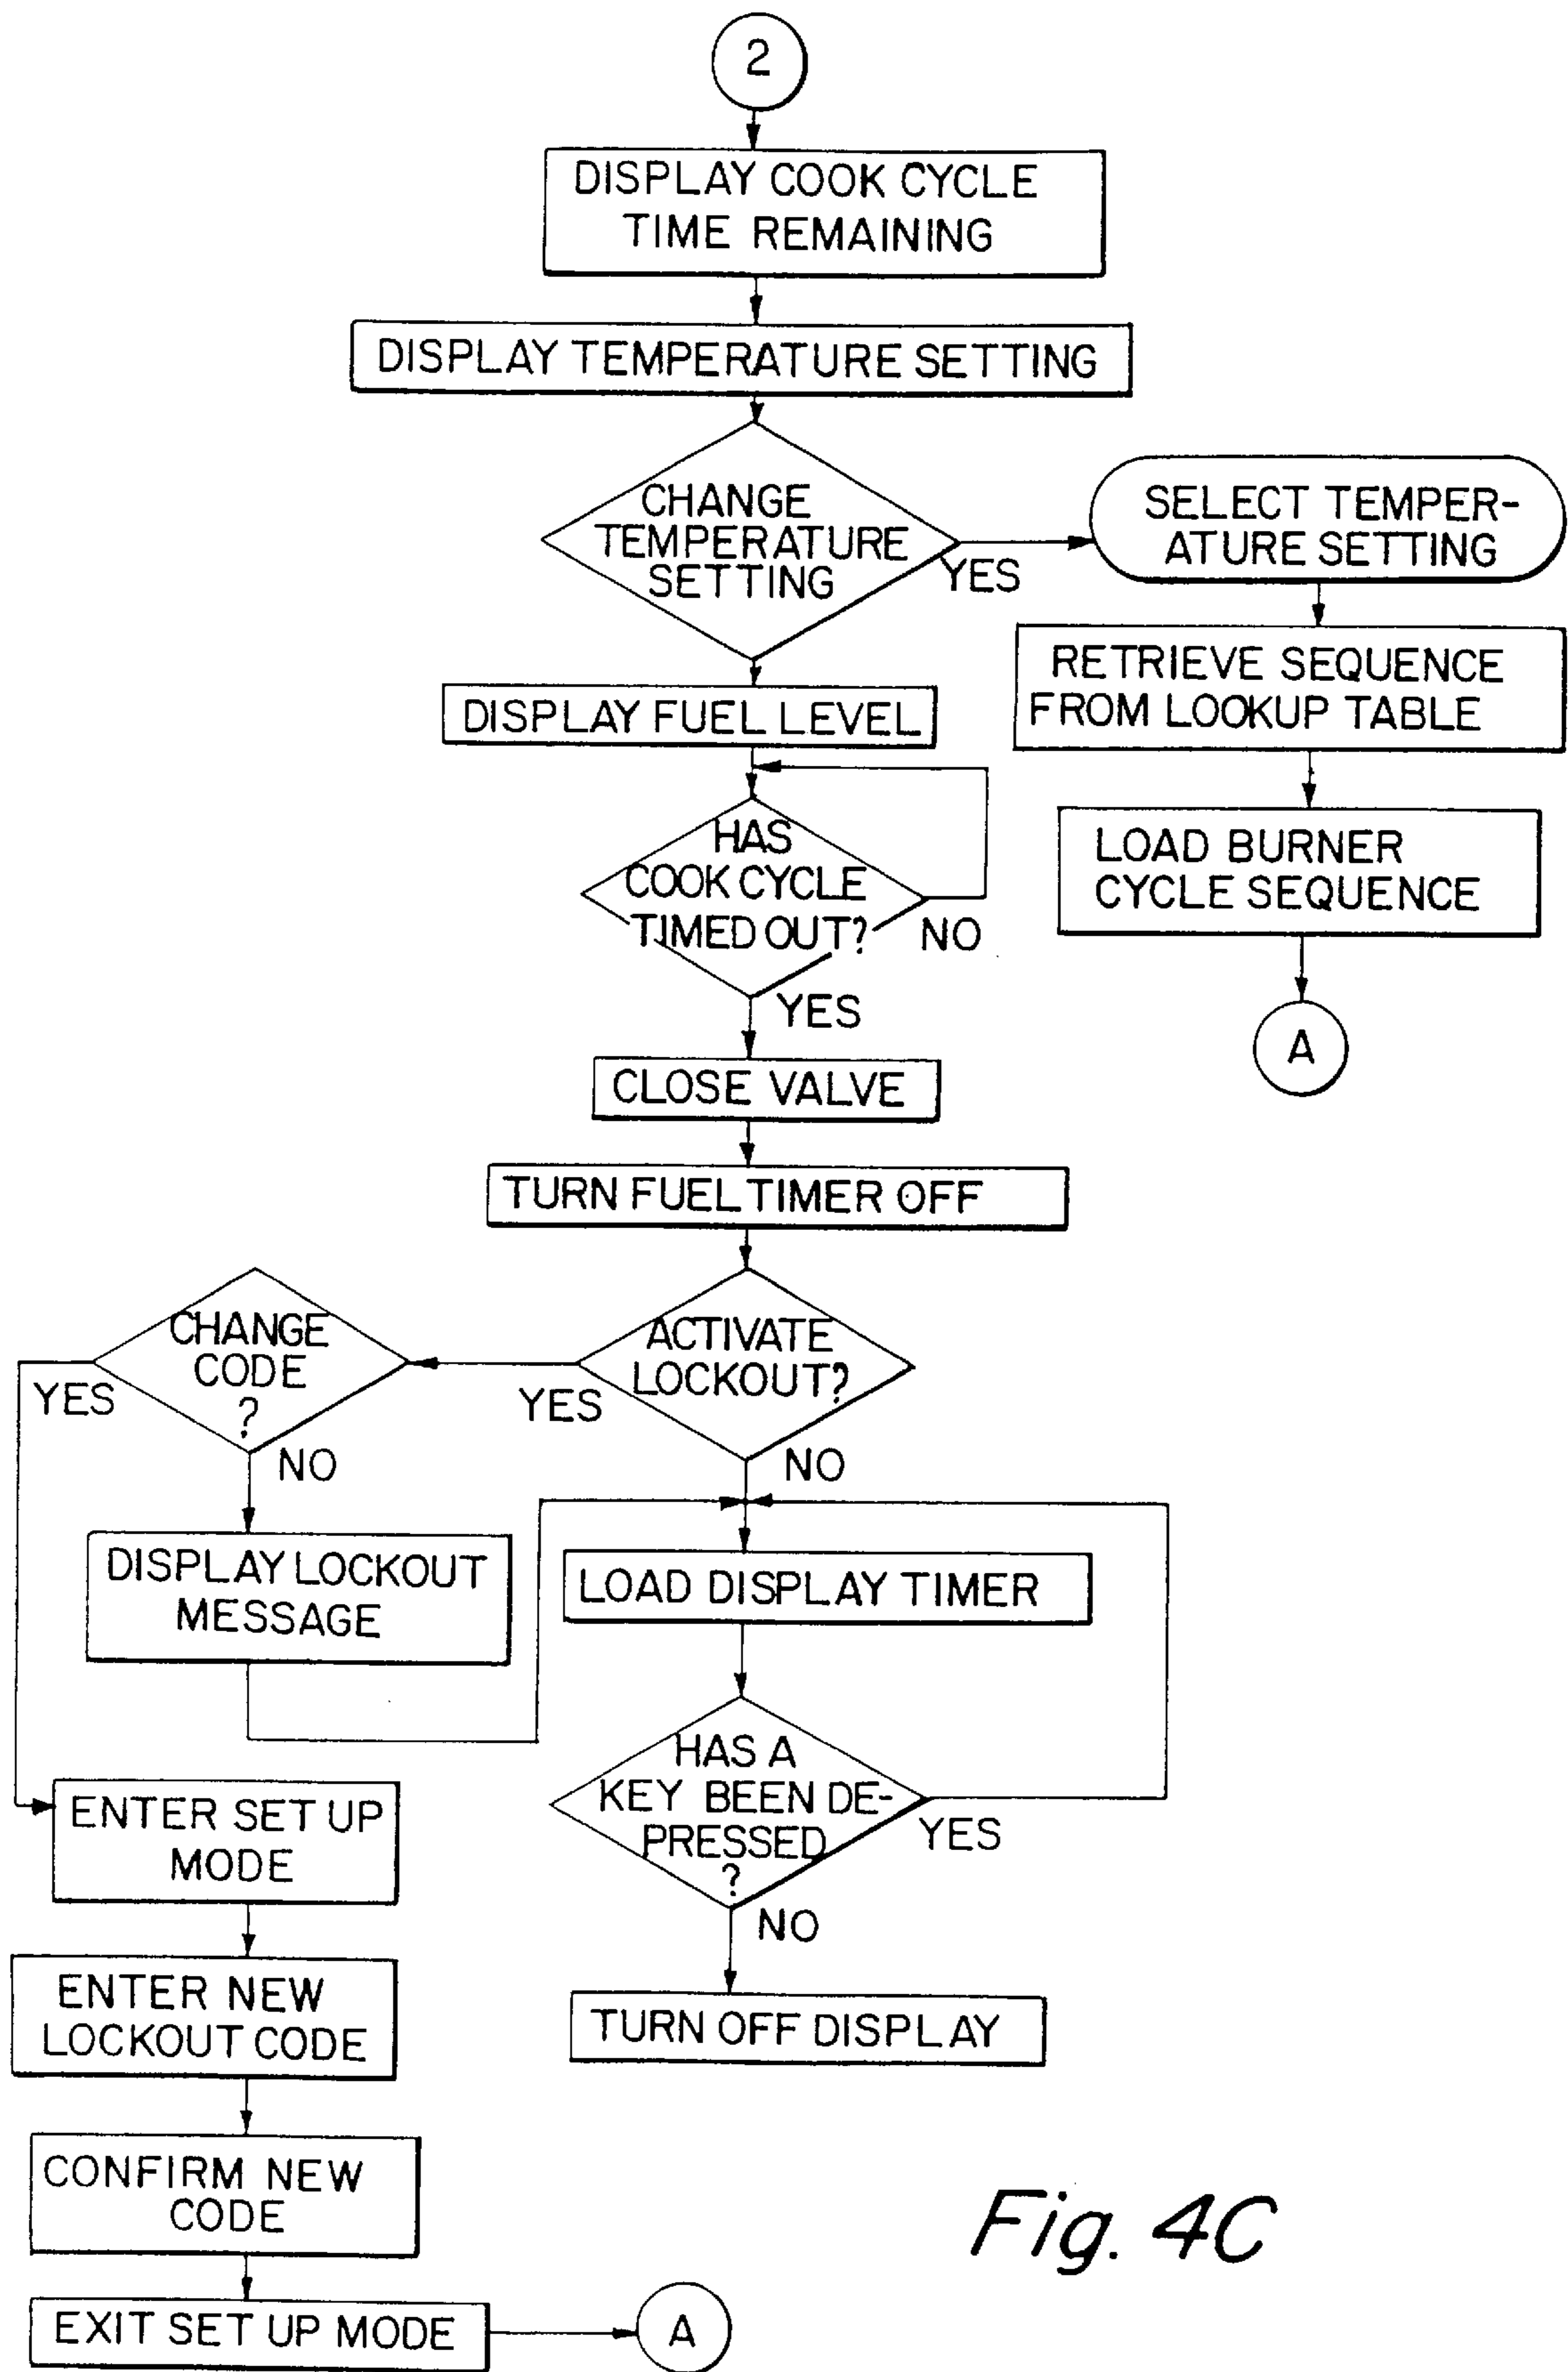 2
DISPLAY COOK CYCLE
TIME REMAINING
DISPLAY TEMPERATURE SETTING
CHANGE
TEMPERATURE
SETTING
YES
SELECT TEMPER-
ATURE SETTING
RETRIEVE SEQUENCE
FROM LOOKUP TABLE
LOAD BURNER
CYCLE SEQUENCE
A
DISPLAY FUEL LEVEL
HAS
COOK CYCLE
TIMED OUT?
NO
YES
CLOSE VALVE
TURN FUEL TIMER OFF
ACTIVATE
LOCKOUT?
YES
NO
CHANGE
CODE
?
YES
NO
DISPLAY LOCKOUT
MESSAGE
LOAD DISPLAY TIMER
HAS A
KEY BEEN DE-
PRESSED
?
YES
NO
TURN OFF DISPLAY
ENTER SET UP
MODE
ENTER NEW
LOCKOUT CODE
CONFIRM NEW
CODE
EXIT SET UP MODE
A
Fig. 4C